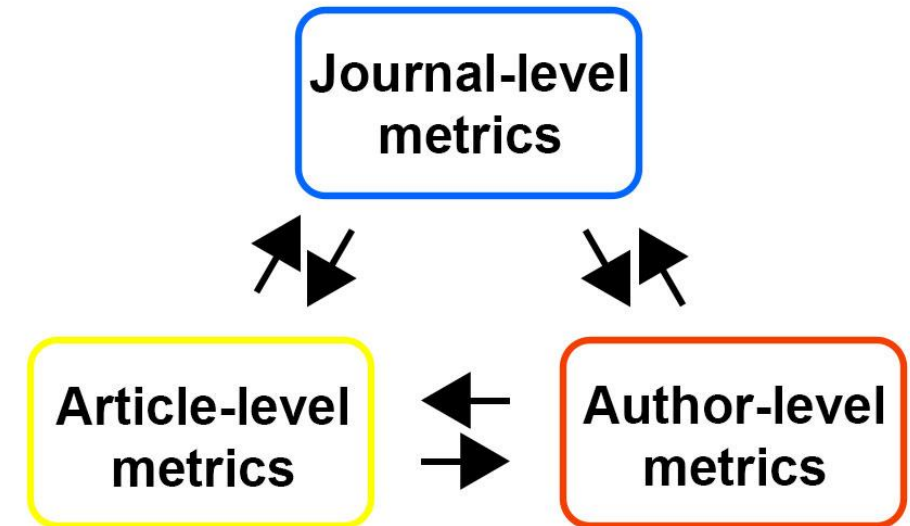 Journal-level
metrics
Article-level
metrics
Author-level
metrics